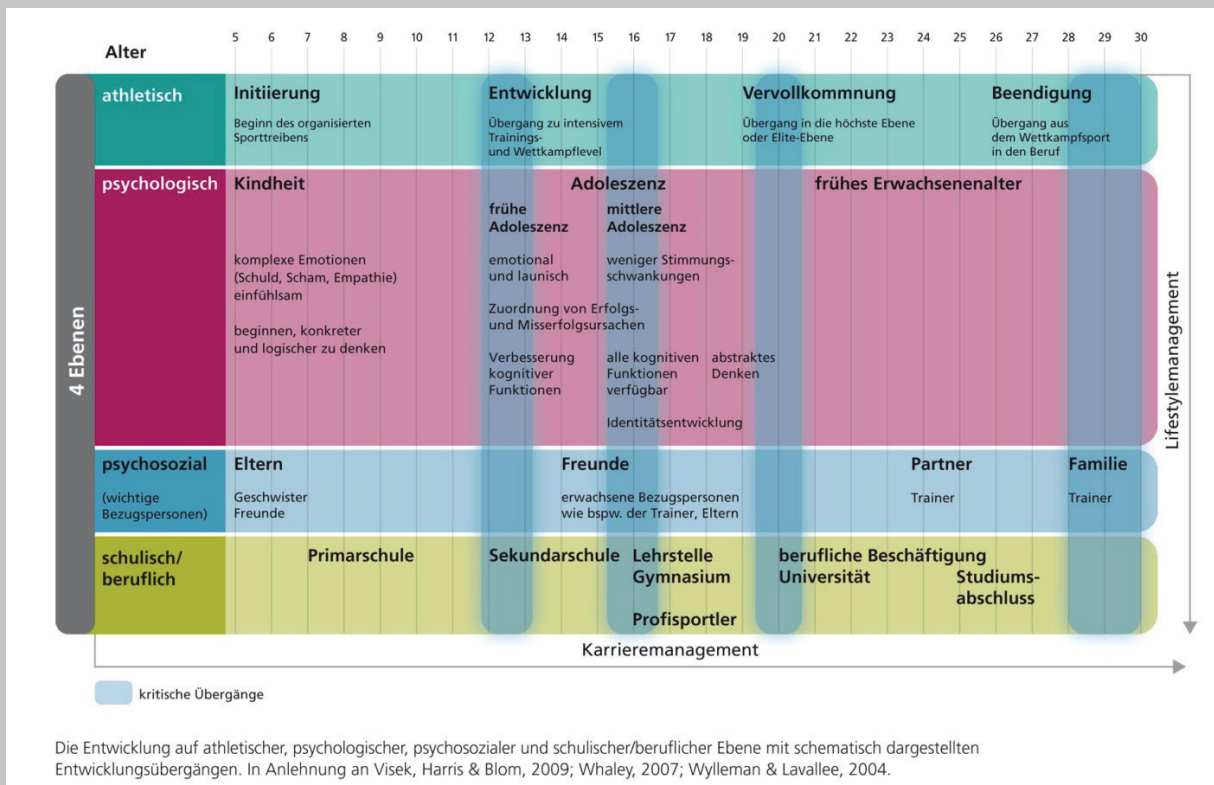 Alter
5 6 7 8 9 10 11 12 13 14 15 16 17 18 19 20 21 22 23 24 25 26 27 28 29 30
4 Ebenen
athletisch
Initiierung
Beginn des organisierten
Sporttreibens
Entwicklung
Übergang zu intensivem
Trainings-
und Wettkampflevel
Vervollkommnung
Übergang in die höchste Ebene
oder Elite-Ebene
Beendigung
Übergang aus
dem Wettkampfsport
in den Beruf
psychologisch
Kindheit
komplexe Emotionen
(Schuld, Scham, Empathie)
einfühlsam
beginnen, konkreter
und logischer zu denken
Adoleszenz
frühe
Adoleszenz
emotional
und launisch
mittlere
Adoleszenz
weniger Stimmungs-
schwankungen
Zuordnung von Erfolgs-
und Misserfolgsursachen
Verbesserung
kognitiver
Funktionen
alle kognitiven
Funktionen
verfügbar
abstraktes
Denken
Identitätsentwicklung
frühes Erwachsenenalter
psychosozial
(wichtige
Bezugspersonen)
Eltern
Geschwister
Freunde
Freunde
erwachsene Bezugspersonen
wie bspw. der Trainer, Eltern
Partner
Trainer
Familie
Trainer
schulisch/
beruflich
Primarschule
Sekundarschule
Lehrstelle
Gymnasium
Profisportler
berufliche Beschäftigung
Universität
Studiums-
abschluss
Lifestylemanagement
Karrieremanagement
kritische Übergänge
Die Entwicklung auf athletischer, psychologischer, psychosozialer und schulischer/beruflicher Ebene mit schematisch dargestellten
Entwicklungsübergängen. In Anlehnung an Visek, Harris & Blom, 2009; Whaley, 2007; Wylleman & Lavallee, 2004.